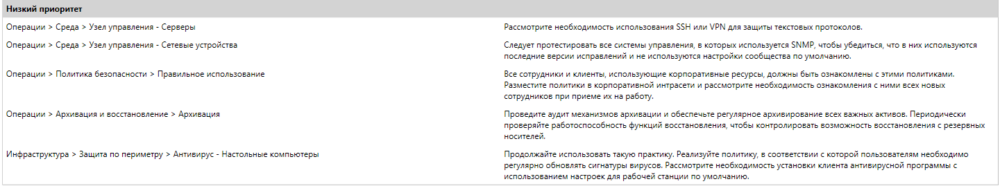 Низкий приоритет
Операции > Среда > Узел управления - Серверы
Рассмотрите необходимость использования SSH или VPN для защиты текстовых протоколов.
Операции > Среда > Узел управления - Сетевые устройства
Следует протестировать все системы управления, в которых используется SNMP, чтобы убедиться, что в них используются
последние версии исправлений и не используются настройки сообщества по умолчанию.
Операции > Политика безопасности > Правильное использование
Все сотрудники и клиенты, использующие корпоративные ресурсы, должны быть ознакомлены с этими политиками.
Разместите политики в корпоративной интрасети и рассмотрите необходимость ознакомления с ними всех новых
сотрудников при приеме их на работу.
Операции > Архивация и восстановление > Архивация
Проведите аудит механизмов архивации и обеспечьте регулярное архивирование всех важных активов. Периодически
проверяйте работоспособность функций восстановления, чтобы контролировать возможность восстановления с резервных
носителей.
Инфраструктура > Защита по периметру > Антивирус - Настольные компьютеры
Продолжайте использовать такую практику. Реализуйте политику, в соответствии с которой пользователям необходимо
регулярно обновлять сигнатуры вирусов. Рассмотрите необходимость установки клиента антивирусной программы с
использованием настроек для рабочей станции по умолчанию.